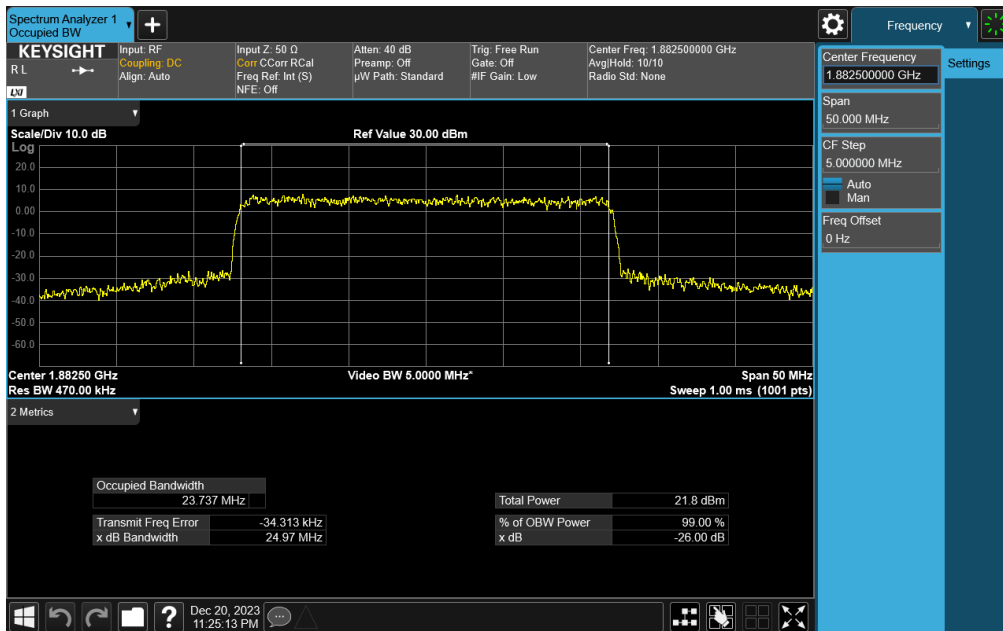 Spectrum Analyzer 1
Occupied BW
Frequency
KEYSIGHT
R L
LXI
Input: RF
Coupling: DC
Align: Auto
Input Z: 50 Ω
Corr CCorr RCal
Freq Ref: Int (S)
NFE: Off
Atten: 40 dB
Preamp: Off
µW Path: Standard
Trig: Free Run
Gate: Off
#IF Gain: Low
Center Freq: 1.882500000 GHz
Avg|Hold: 10/10
Radio Std: None
Center Frequency
1.882500000 GHz
Settings
Span
50.000 MHz
CF Step
5.000000 MHz
Auto
Man
Freq Offset
0 Hz
1 Graph
Scale/Div 10.0 dB
Ref Value 30.00 dBm
Log
20.0
10.0
0.00
-10.0
-20.0
-30.0
-40.0
-50.0
-60.0
Center 1.88250 GHz
Video BW 5.0000 MHz*
Span 50 MHz
Res BW 470.00 kHz
Sweep 1.00 ms (1001 pts)
2 Metrics
Occupied Bandwidth
23.737 MHz
Total Power 21.8 dBm
Transmit Freq Error -34.313 kHz
% of OBW Power 99.00 %
x dB Bandwidth 24.97 MHz
x dB -26.00 dB
?
Dec 20, 2023
11:25:13 PM